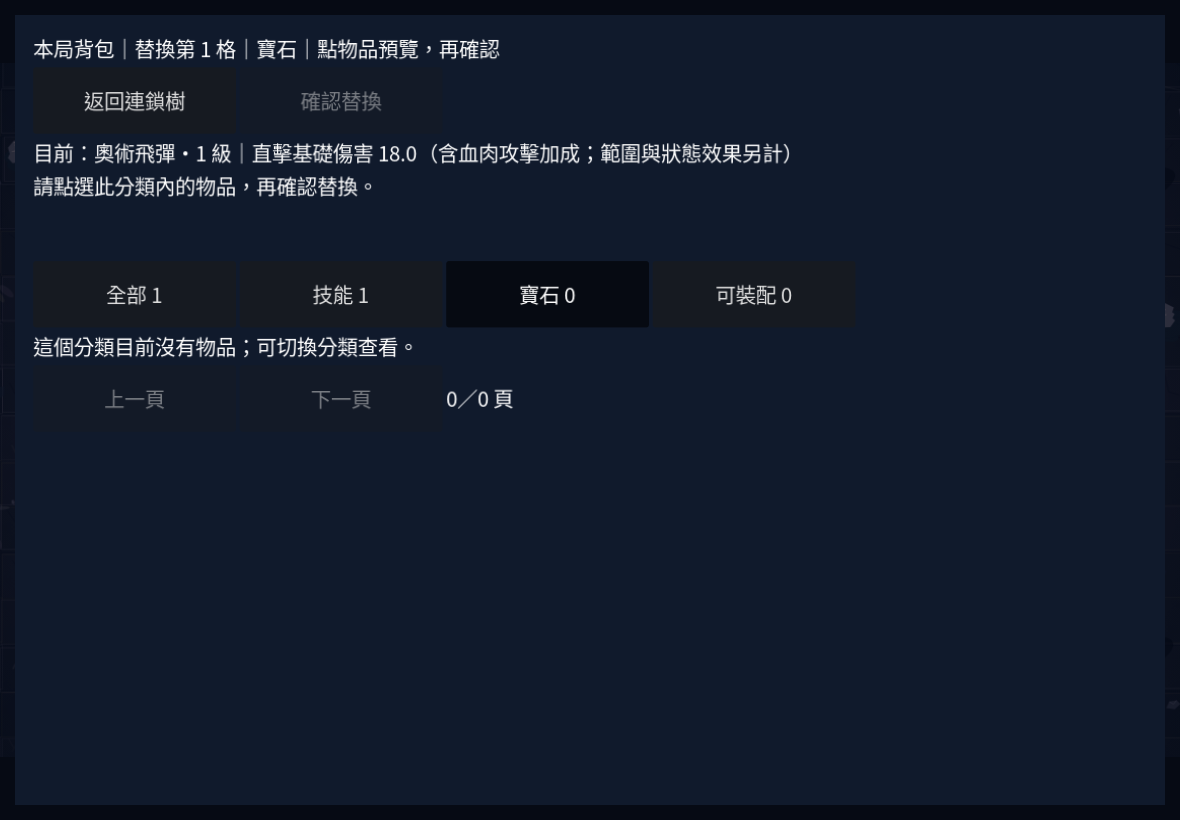 本局背包｜替換第 1 格｜寶石｜點物品預覽，再確認
返回連鎖樹 確認替換
目前：奧術飛彈・1 級｜直擊基礎傷害 18.0（含血肉攻擊加成；範圍與狀態效果另計）
請點選此分類內的物品，再確認替換。
全部 1 技能 1 寶石 0 可裝配 0
這個分類目前沒有物品；可切換分類查看。
上一頁 下一頁 0／0 頁